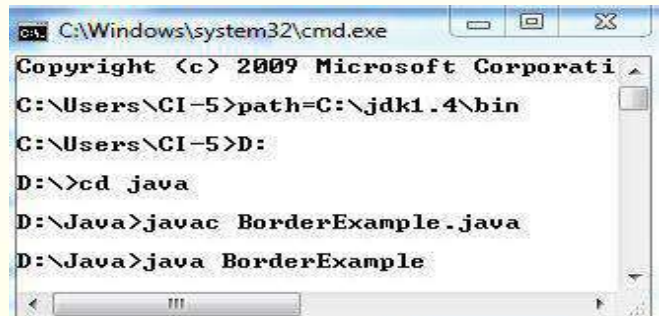 C:\Windows\system32\cmd.exe
Copyright (c) 2009 Microsoft Corporati
C:\Users\CI-5>path=C:\jdk1.4\bin
C:\Users\CI-5>D:
D:\>cd java
D:\Java>javac BorderExample.java
D:\Java>java BorderExample